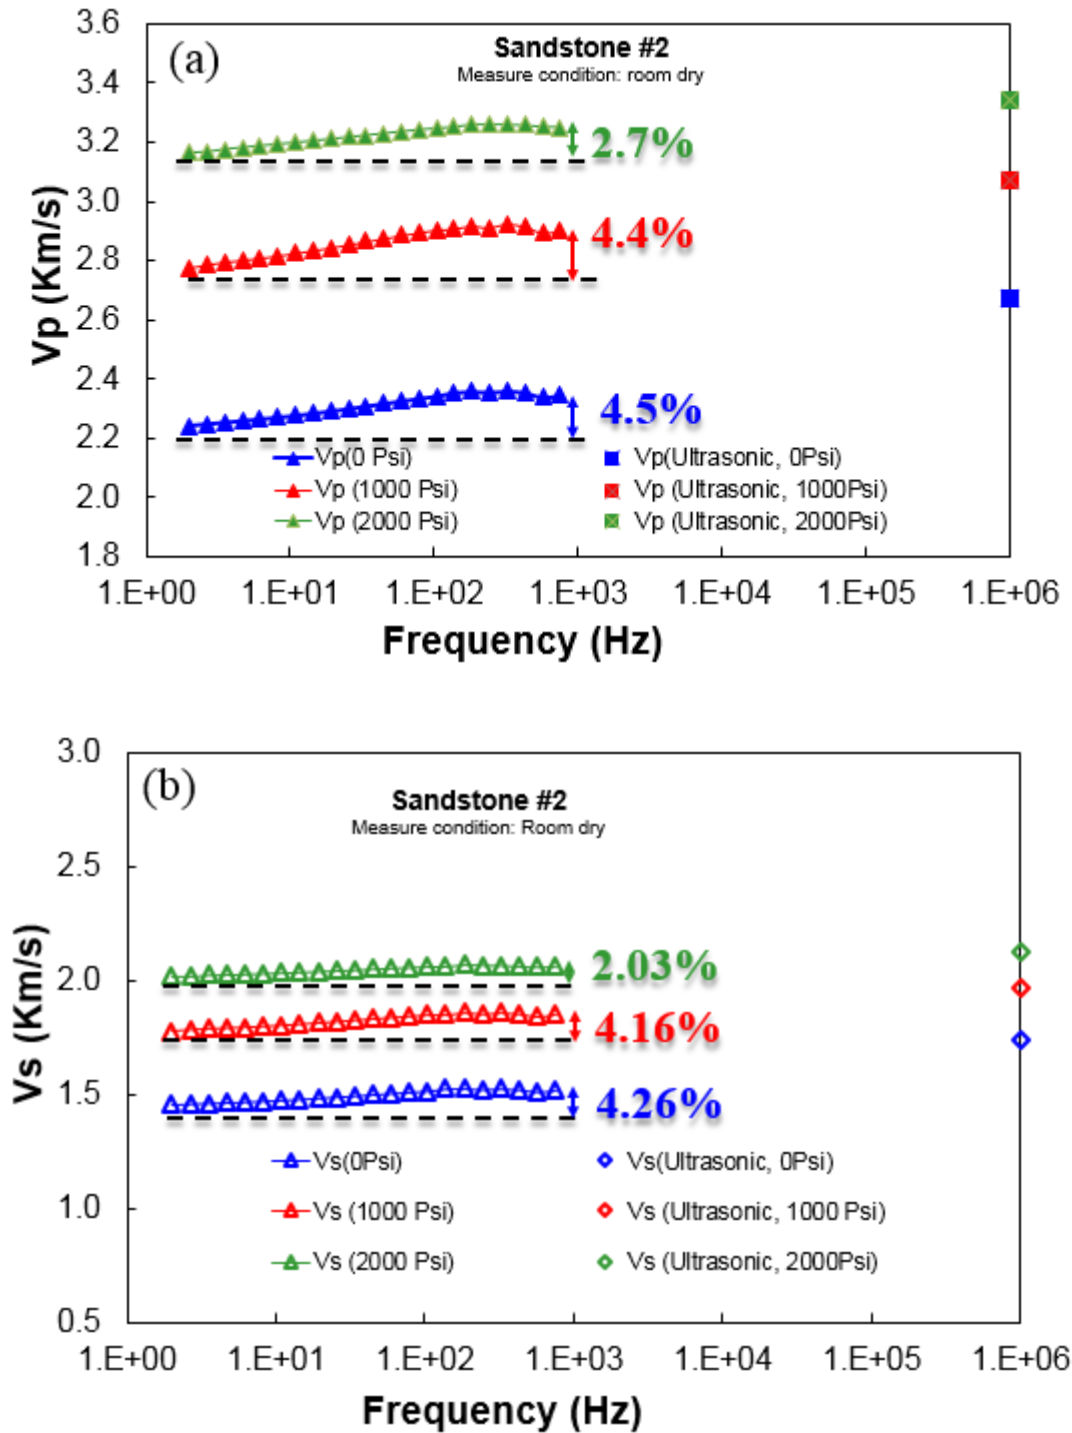 (a)
Sandstone #2
Measure condition: room dry
3.6
3.4
3.2
3.0
2.8
2.6
2.4
2.2
2.0
1.8
Vp (Km/s)
2.7%
4.4%
4.5%
Vp(0 Psi)
Vp(Ultrasonic, 0Psi)
Vp (1000 Psi)
Vp (Ultrasonic, 1000Psi)
Vp (2000 Psi)
Vp (Ultrasonic, 2000Psi)
1.E+00 1.E+01 1.E+02 1.E+03 1.E+04 1.E+05 1.E+06
Frequency (Hz)
(b)
Sandstone #2
Measure condition: Room dry
3.0
2.5
2.0
1.5
1.0
0.5
Vs (Km/s)
2.03%
4.16%
4.26%
Vs(0Psi)
Vs(Ultrasonic, 0Psi)
Vs (1000 Psi)
Vs (Ultrasonic, 1000 Psi)
Vs (2000 Psi)
Vs (Ultrasonic, 2000Psi)
1.E+00 1.E+01 1.E+02 1.E+03 1.E+04 1.E+05 1.E+06
Frequency (Hz)